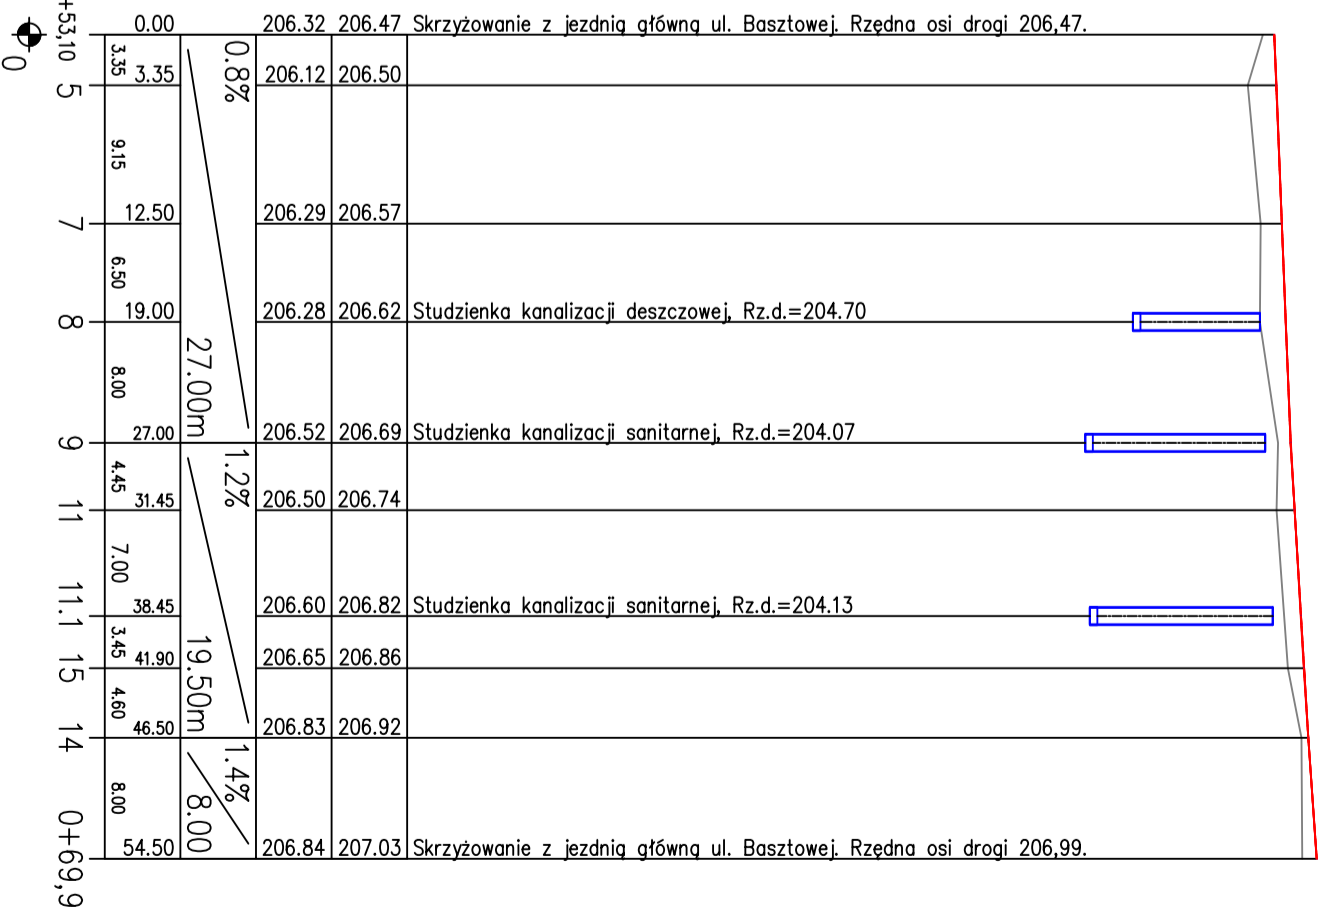 +53,10
0
0.00 206.32 206.47 Skrzyżowanie z jezdnią główną ul. Basztowej. Rzędna osi drogi 206,47.
0.8%
3.35
5 3.35 206.12 206.50
9.15
7 12.50 206.29 206.57
6.50
8 19.00 206.28 206.62 Studzienka kanalizacji deszczowej, Rz.d.=204.70
8.00
27.00m
9 27.00 206.52 206.69 Studzienka kanalizacji sanitarnej, Rz.d.=204.07
1.2%
4.45
11 31.45 206.50 206.74
7.00
11.1 38.45 206.60 206.82 Studzienka kanalizacji sanitarnej, Rz.d.=204.13
3.45
15 41.90 206.65 206.86
19.50m
4.60
14 46.50 206.83 206.92
1.4%
8.00
8.00
0+69,9
54.50 206.84 207.03 Skrzyżowanie z jezdnią główną ul. Basztowej. Rzędna osi drogi 206,99.